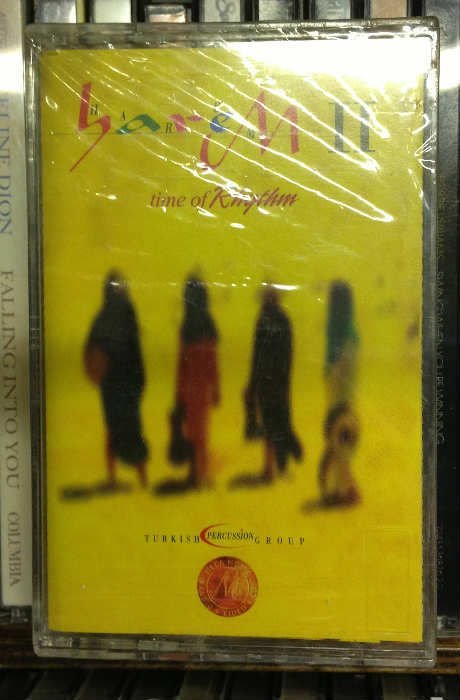 harEM II
H A R E M
time of Rhythm
TURKISH PERCUSSION GROUP
CELINE DION FALLING INTO YOU COLUMBIA